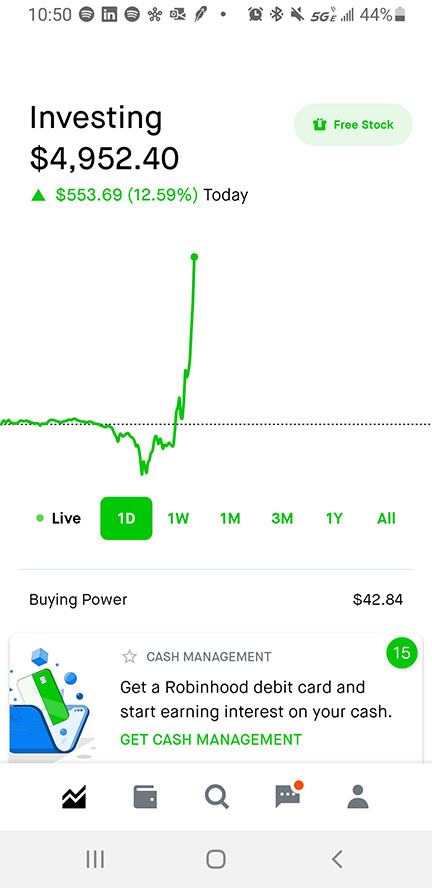 10:50 5G 44%
Investing
$4,952.40
Free Stock
▲ $553.69 (12.59%) Today
Live 1D 1W 1M 3M 1Y All
Buying Power $42.84
CASH MANAGEMENT 15
Get a Robinhood debit card and
start earning interest on your cash.
GET CASH MANAGEMENT